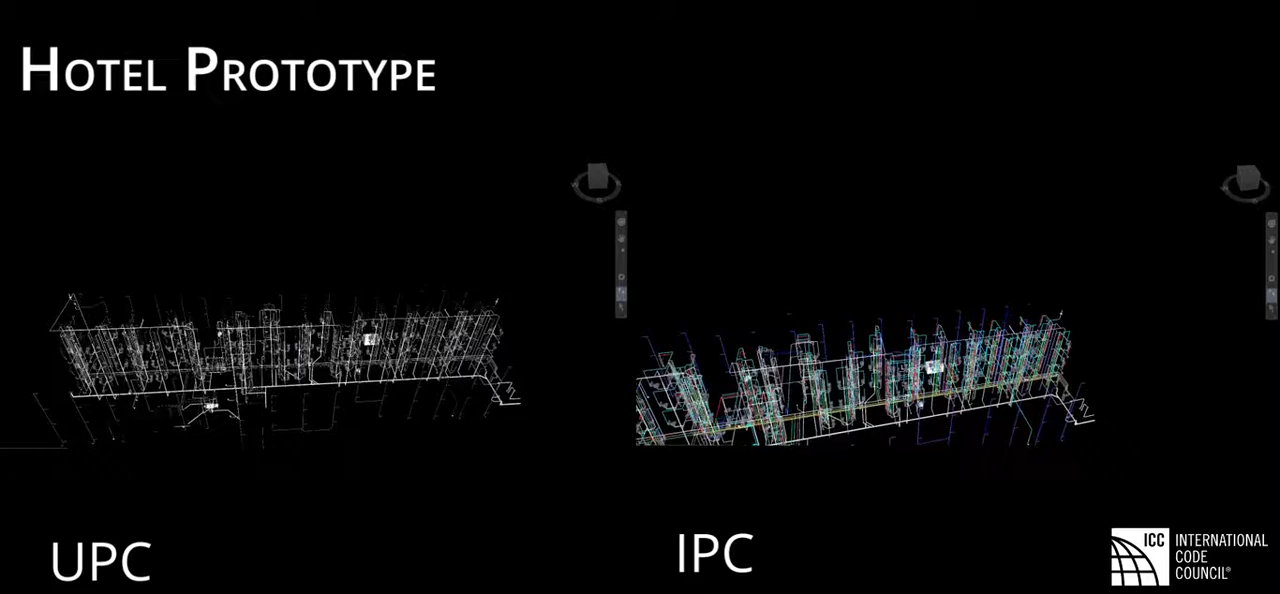 HOTEL PROTOTYPE
UPC
IPC
ICC
INTERNATIONAL
CODE
COUNCIL®